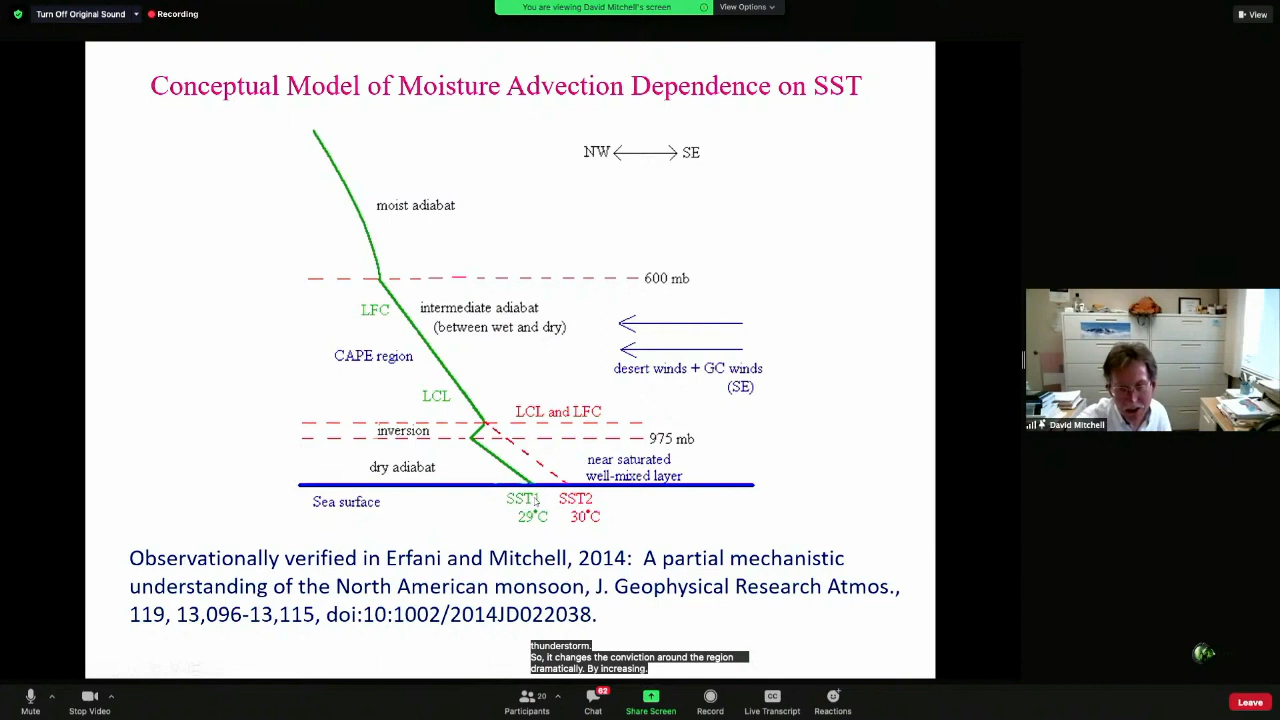 Turn Off Original Sound
Recording
You are viewing David Mitchell's screen
View Options
View
Conceptual Model of Moisture Advection Dependence on SST
NW SE
moist adiabat
600 mb
LFC
intermediate adiabat
(between wet and dry)
CAPE region
desert winds + GC winds
(SE)
LCL
LCL and LFC
inversion
975 mb
near saturated
dry adiabat
well-mixed layer
Sea surface
SST1 SST2
29°C 30°C
David Mitchell
Observationally verified in Erfani and Mitchell, 2014: A partial mechanistic
understanding of the North American monsoon, J. Geophysical Research Atmos.,
119, 13,096-13,115, doi:10:1002/2014JD022038.
thunderstorm.
So, it changes the conviction around the region
dramatically. By increasing.
Mute
Stop Video
20
Participants
62
Chat
Share Screen
Record
CC
Live Transcript
Reactions
Leave